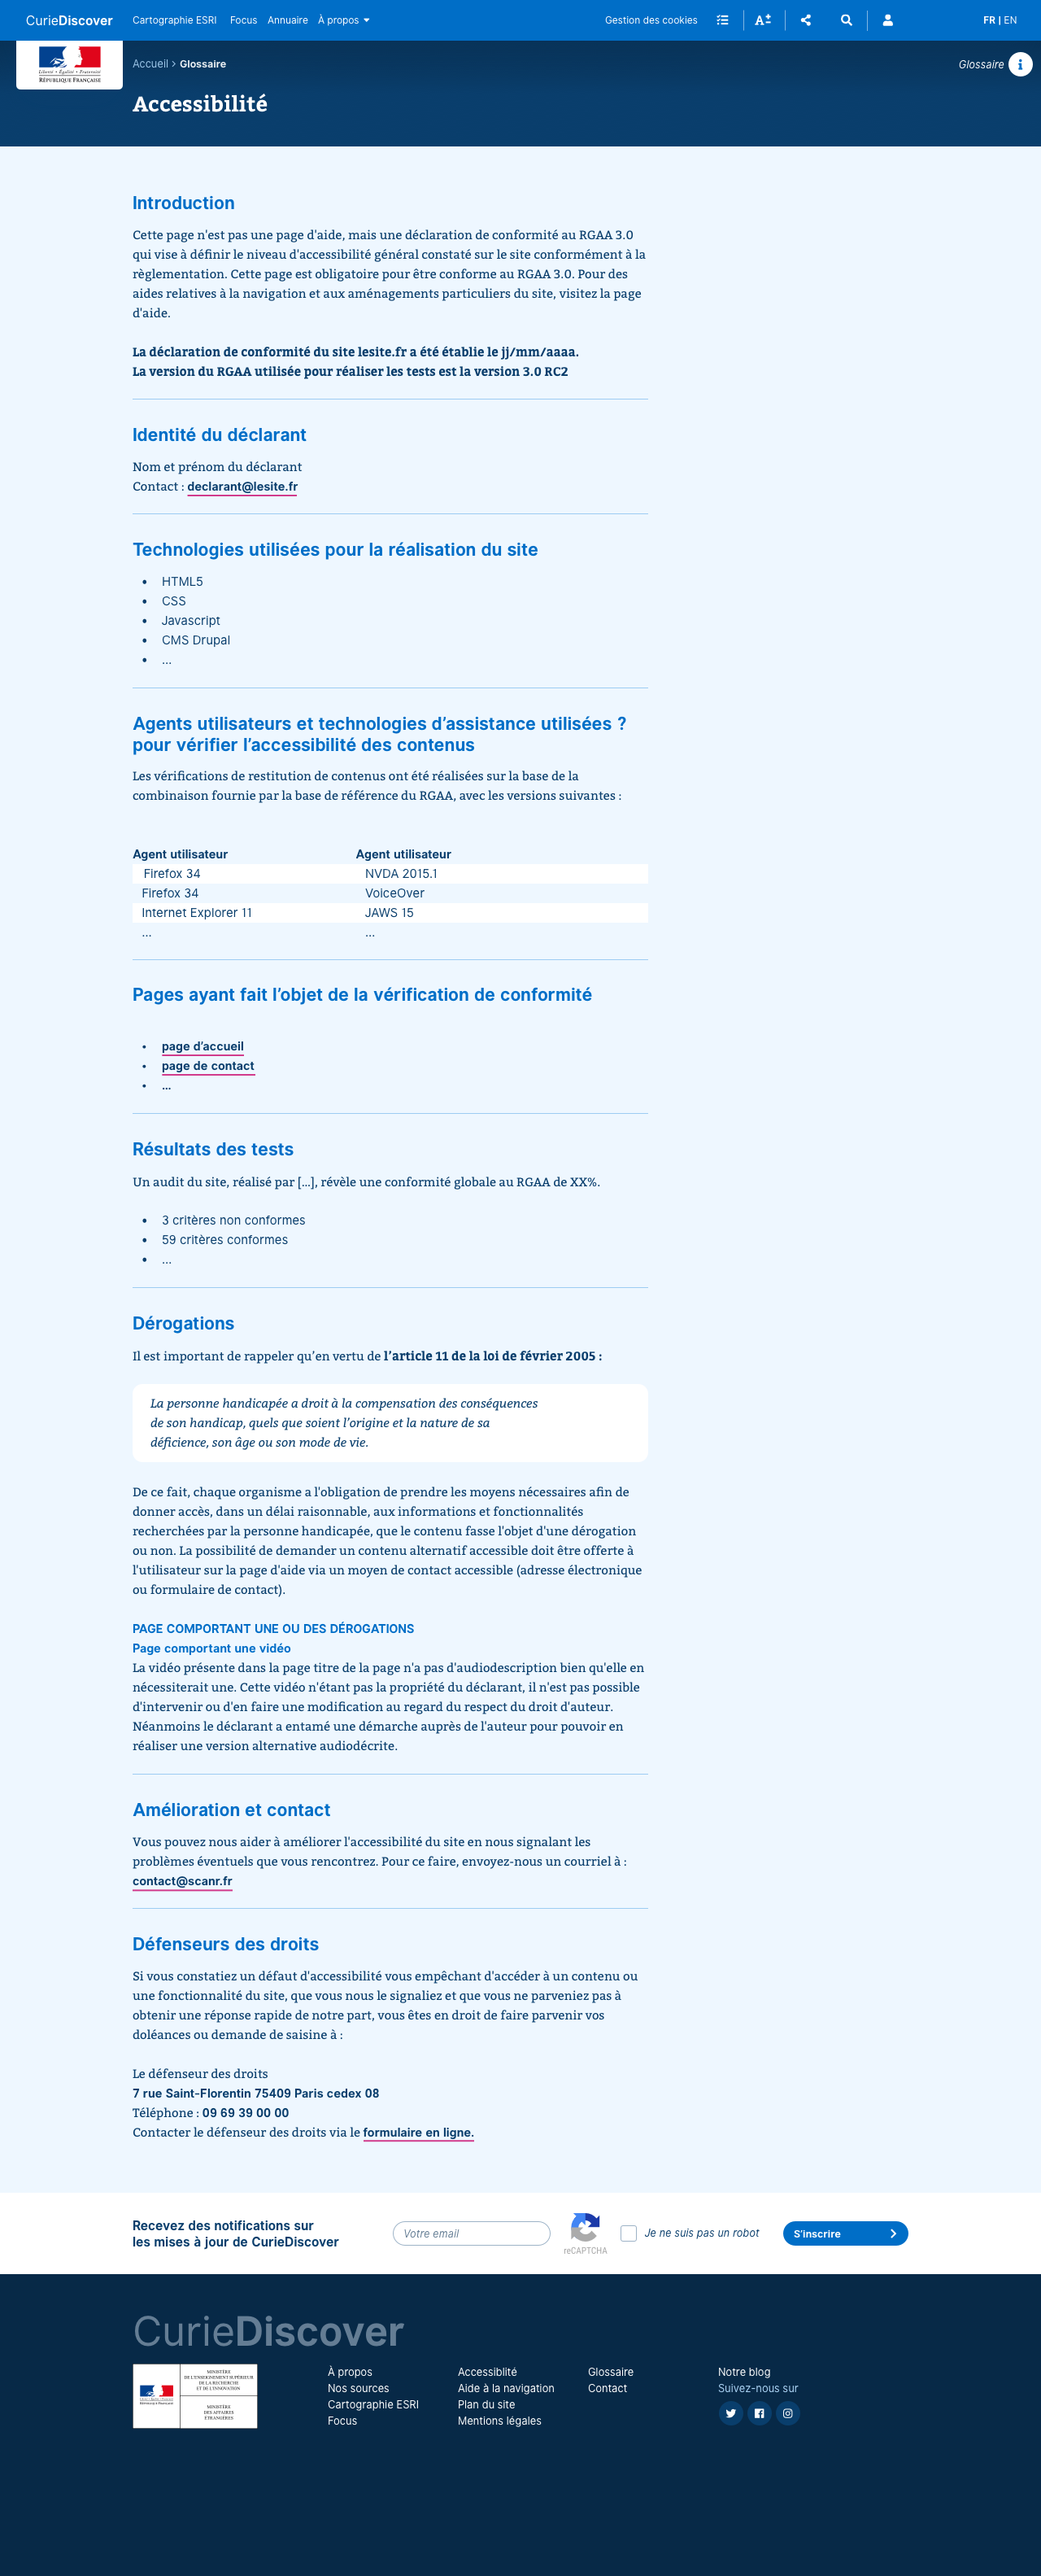 CurieDiscover
Cartographie ESRI Focus Annuaire À propos
Gestion des cookies
A
FR | EN
Liberté • Égalité • Fraternité
RÉPUBLIQUE FRANÇAISE
Accueil > Glossaire
Glossaire
Accessibilité
Introduction
Cette page n'est pas une page d'aide, mais une déclaration de conformité au RGAA 3.0
qui vise à définir le niveau d'accessibilité général constaté sur le site conformément à la
règlementation. Cette page est obligatoire pour être conforme au RGAA 3.0. Pour des
aides relatives à la navigation et aux aménagements particuliers du site, visitez la page
d'aide.
La déclaration de conformité du site lesite.fr a été établie le jj/mm/aaaa.
La version du RGAA utilisée pour réaliser les tests est la version 3.0 RC2
Identité du déclarant
Nom et prénom du déclarant
Contact : declarant@lesite.fr
Technologies utilisées pour la réalisation du site
• HTML5
• CSS
• Javascript
• CMS Drupal
• ...
Agents utilisateurs et technologies d’assistance utilisées ?
pour vérifier l’accessibilité des contenus
Les vérifications de restitution de contenus ont été réalisées sur la base de la
combinaison fournie par la base de référence du RGAA, avec les versions suivantes :
Agent utilisateur Agent utilisateur
Firefox 34 NVDA 2015.1
Firefox 34 VoiceOver
Internet Explorer 11 JAWS 15
... ...
Pages ayant fait l’objet de la vérification de conformité
• page d’accueil
• page de contact
• ...
Résultats des tests
Un audit du site, réalisé par [...], révèle une conformité globale au RGAA de XX%.
• 3 critères non conformes
• 59 critères conformes
• ...
Dérogations
Il est important de rappeler qu’en vertu de l’article 11 de la loi de février 2005 :
La personne handicapée a droit à la compensation des conséquences
de son handicap, quels que soient l’origine et la nature de sa
déficience, son âge ou son mode de vie.
De ce fait, chaque organisme a l'obligation de prendre les moyens nécessaires afin de
donner accès, dans un délai raisonnable, aux informations et fonctionnalités
recherchées par la personne handicapée, que le contenu fasse l'objet d'une dérogation
ou non. La possibilité de demander un contenu alternatif accessible doit être offerte à
l'utilisateur sur la page d'aide via un moyen de contact accessible (adresse électronique
ou formulaire de contact).
PAGE COMPORTANT UNE OU DES DÉROGATIONS
Page comportant une vidéo
La vidéo présente dans la page titre de la page n'a pas d'audiodescription bien qu'elle en
nécessiterait une. Cette vidéo n'étant pas la propriété du déclarant, il n'est pas possible
d'intervenir ou d'en faire une modification au regard du respect du droit d'auteur.
Néanmoins le déclarant a entamé une démarche auprès de l'auteur pour pouvoir en
réaliser une version alternative audiodécrite.
Amélioration et contact
Vous pouvez nous aider à améliorer l'accessibilité du site en nous signalant les
problèmes éventuels que vous rencontrez. Pour ce faire, envoyez-nous un courriel à :
contact@scanr.fr
Défenseurs des droits
Si vous constatiez un défaut d'accessibilité vous empêchant d'accéder à un contenu ou
une fonctionnalité du site, que vous nous le signaliez et que vous ne parveniez pas à
obtenir une réponse rapide de notre part, vous êtes en droit de faire parvenir vos
doléances ou demande de saisine à :
Le défenseur des droits
7 rue Saint-Florentin 75409 Paris cedex 08
Téléphone : 09 69 39 00 00
Contacter le défenseur des droits via le formulaire en ligne.
Recevez des notifications sur
les mises à jour de CurieDiscover
Votre email
reCAPTCHA
Je ne suis pas un robot
S’inscrire
CurieDiscover
MINISTÈRE
DE L'ENSEIGNEMENT SUPÉRIEUR
DE LA RECHERCHE
ET DE L'INNOVATION
MINISTÈRE
DES AFFAIRES
ÉTRANGÈRES
À propos
Nos sources
Cartographie ESRI
Focus
Accessiblité
Aide à la navigation
Plan du site
Mentions légales
Glossaire
Contact
Notre blog
Suivez-nous sur